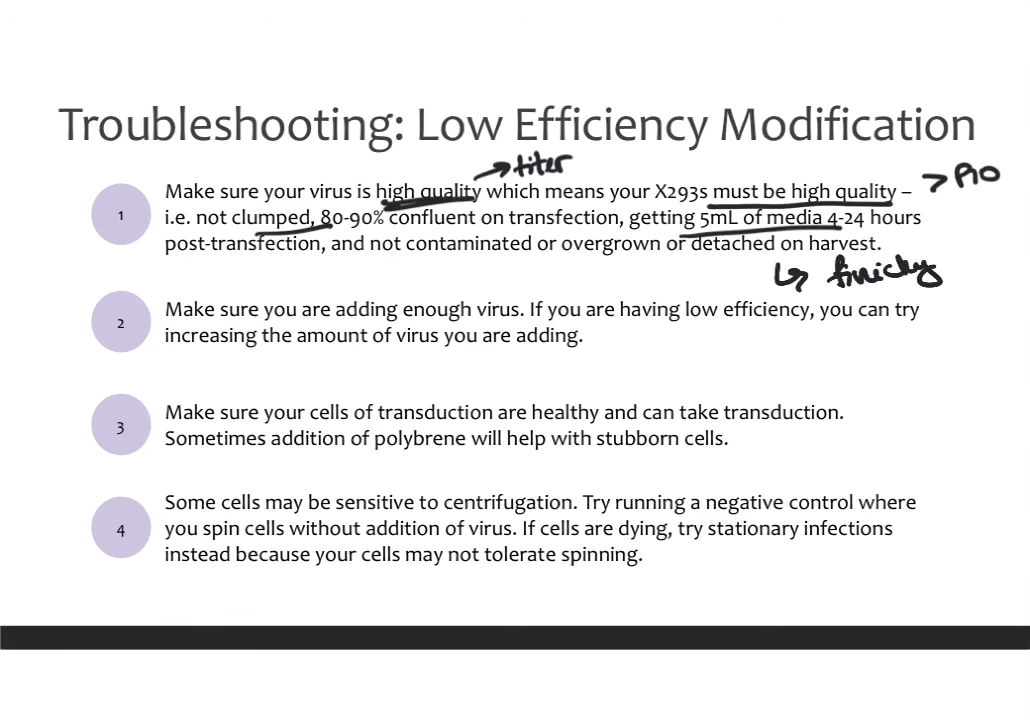 Troubleshooting: Low Efficiency Modification
→ titer
1
Make sure your virus is high quality which means your X293s must be high quality –
→ P10
i.e. not clumped, 80-90% confluent on transfection, getting 5mL of media 4-24 hours
post-transfection, and not contaminated or overgrown or detached on harvest.
↳ finicky
2
Make sure you are adding enough virus. If you are having low efficiency, you can try
increasing the amount of virus you are adding.
3
Make sure your cells of transduction are healthy and can take transduction.
Sometimes addition of polybrene will help with stubborn cells.
4
Some cells may be sensitive to centrifugation. Try running a negative control where
you spin cells without addition of virus. If cells are dying, try stationary infections
instead because your cells may not tolerate spinning.